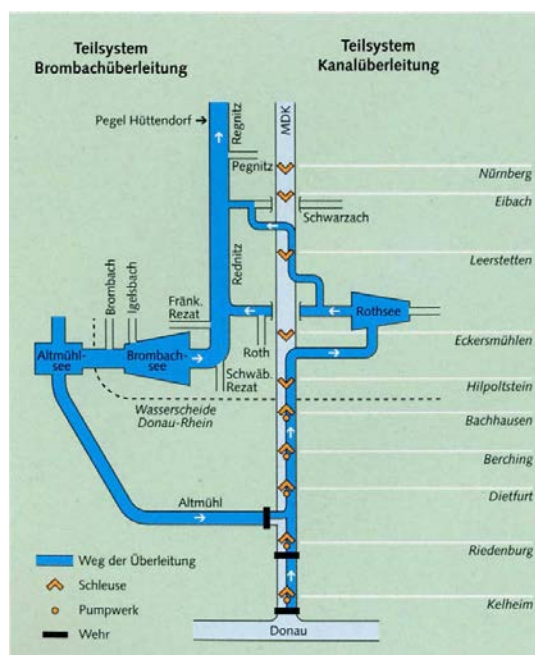 Teilsystem
Brombachüberleitung
Teilsystem
Kanalüberleitung
Pegel Hüttendorf
Regnitz
MDK
Pegnitz
Nürnberg
Eibach
Schwarzach
Leerstetten
Rednitz
Brombach
Igelsbach
Fränk.
Rezat
Rothsee
Altmühl-
see
Brombach-
see
Roth
Eckersmühlen
Schwäb.
Rezat
Hilpoltstein
Wasserscheide
Donau-Rhein
Bachhausen
Berching
Dietfurt
Altmühl
Riedenburg
Weg der Überleitung
Schleuse
Pumpwerk
Kelheim
Wehr
Donau